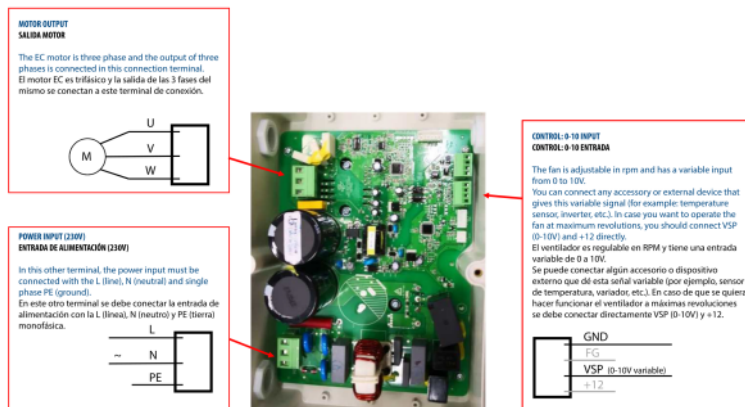 MOTOR OUTPUT
SALIDA MOTOR
The EC motor is three phase and the output of three
phases is connected in this connection terminal.
El motor EC es trifásico y la salida de las 3 fases del
mismo se conectan a este terminal de conexión.
U
M
V
W
POWER INPUT (230V)
ENTRADA DE ALIMENTACIÓN (230V)
In this other terminal, the power input must be
connected with the L (line), N (neutral) and single
phase PE (ground).
En este otro terminal se debe conectar la entrada de
alimentación con la L (línea), N (neutro) y PE (tierra)
monofásica.
L
~ N
PE
CONTROL: 0-10 INPUT
CONTROL: 0-10 ENTRADA
The fan is adjustable in rpm and has a variable input
from 0 to 10V.
You can connect any accessory or external device that
gives this variable signal (for example: temperature
sensor, inverter, etc.). In case you want to operate the
fan at maximum revolutions, you should connect VSP
(0-10V) and +12 directly.
El ventilador es regulable en RPM y tiene una entrada
variable de 0 a 10V.
Se puede conectar algún accesorio o dispositivo
externo que dé esta señal variable (por ejemplo, sensor
de temperatura, variador, etc.). En caso de que se quiera
hacer funcionar el ventilador a máximas revoluciones
se debe conectar directamente VSP (0-10V) y +12.
GND
FG
VSP (0-10V variable)
+12